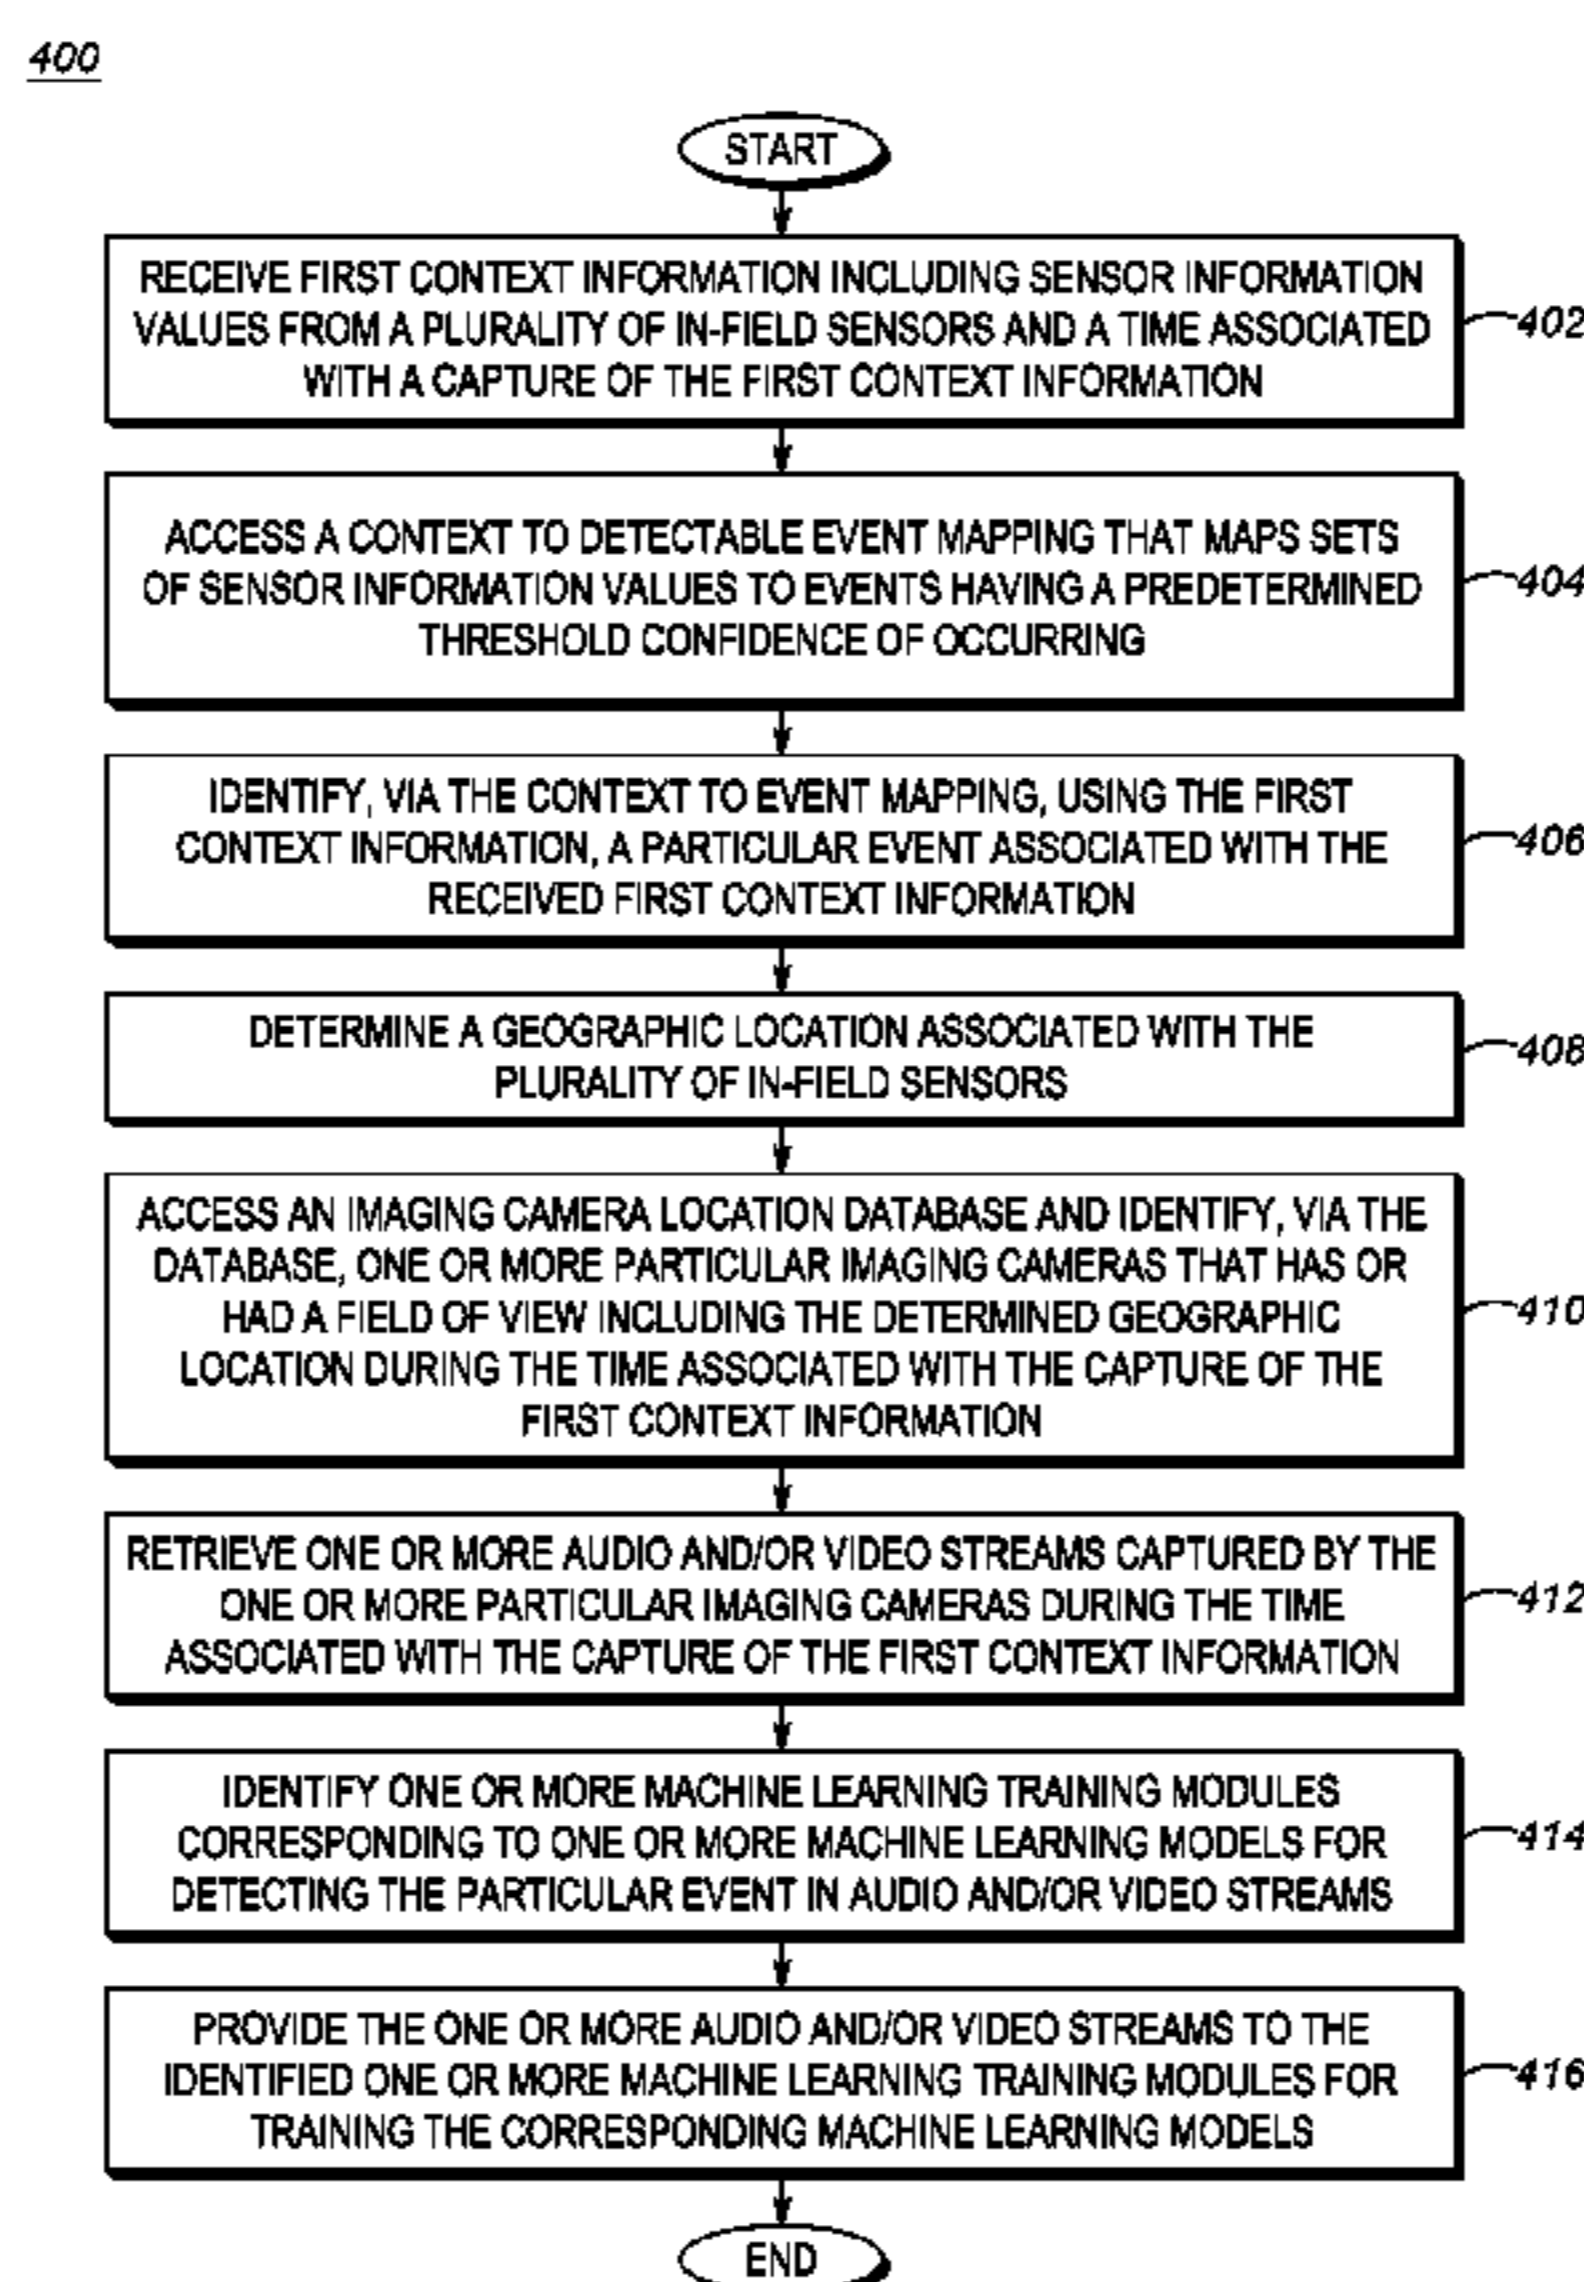 400
START
RECEIVE FIRST CONTEXT INFORMATION INCLUDING SENSOR INFORMATION
VALUES FROM A PLURALITY OF IN-FIELD SENSORS AND A TIME ASSOCIATED
WITH A CAPTURE OF THE FIRST CONTEXT INFORMATION
402
ACCESS A CONTEXT TO DETECTABLE EVENT MAPPING THAT MAPS SETS
OF SENSOR INFORMATION VALUES TO EVENTS HAVING A PREDETERMINED
THRESHOLD CONFIDENCE OF OCCURRING
404
IDENTIFY, VIA THE CONTEXT TO EVENT MAPPING, USING THE FIRST
CONTEXT INFORMATION, A PARTICULAR EVENT ASSOCIATED WITH THE
RECEIVED FIRST CONTEXT INFORMATION
406
DETERMINE A GEOGRAPHIC LOCATION ASSOCIATED WITH THE
PLURALITY OF IN-FIELD SENSORS
408
ACCESS AN IMAGING CAMERA LOCATION DATABASE AND IDENTIFY, VIA THE
DATABASE, ONE OR MORE PARTICULAR IMAGING CAMERAS THAT HAS OR
HAD A FIELD OF VIEW INCLUDING THE DETERMINED GEOGRAPHIC
LOCATION DURING THE TIME ASSOCIATED WITH THE CAPTURE OF THE
FIRST CONTEXT INFORMATION
410
RETRIEVE ONE OR MORE AUDIO AND/OR VIDEO STREAMS CAPTURED BY THE
ONE OR MORE PARTICULAR IMAGING CAMERAS DURING THE TIME
ASSOCIATED WITH THE CAPTURE OF THE FIRST CONTEXT INFORMATION
412
IDENTIFY ONE OR MORE MACHINE LEARNING TRAINING MODULES
CORRESPONDING TO ONE OR MORE MACHINE LEARNING MODELS FOR
DETECTING THE PARTICULAR EVENT IN AUDIO AND/OR VIDEO STREAMS
414
PROVIDE THE ONE OR MORE AUDIO AND/OR VIDEO STREAMS TO THE
IDENTIFIED ONE OR MORE MACHINE LEARNING TRAINING MODULES FOR
TRAINING THE CORRESPONDING MACHINE LEARNING MODELS
416
END